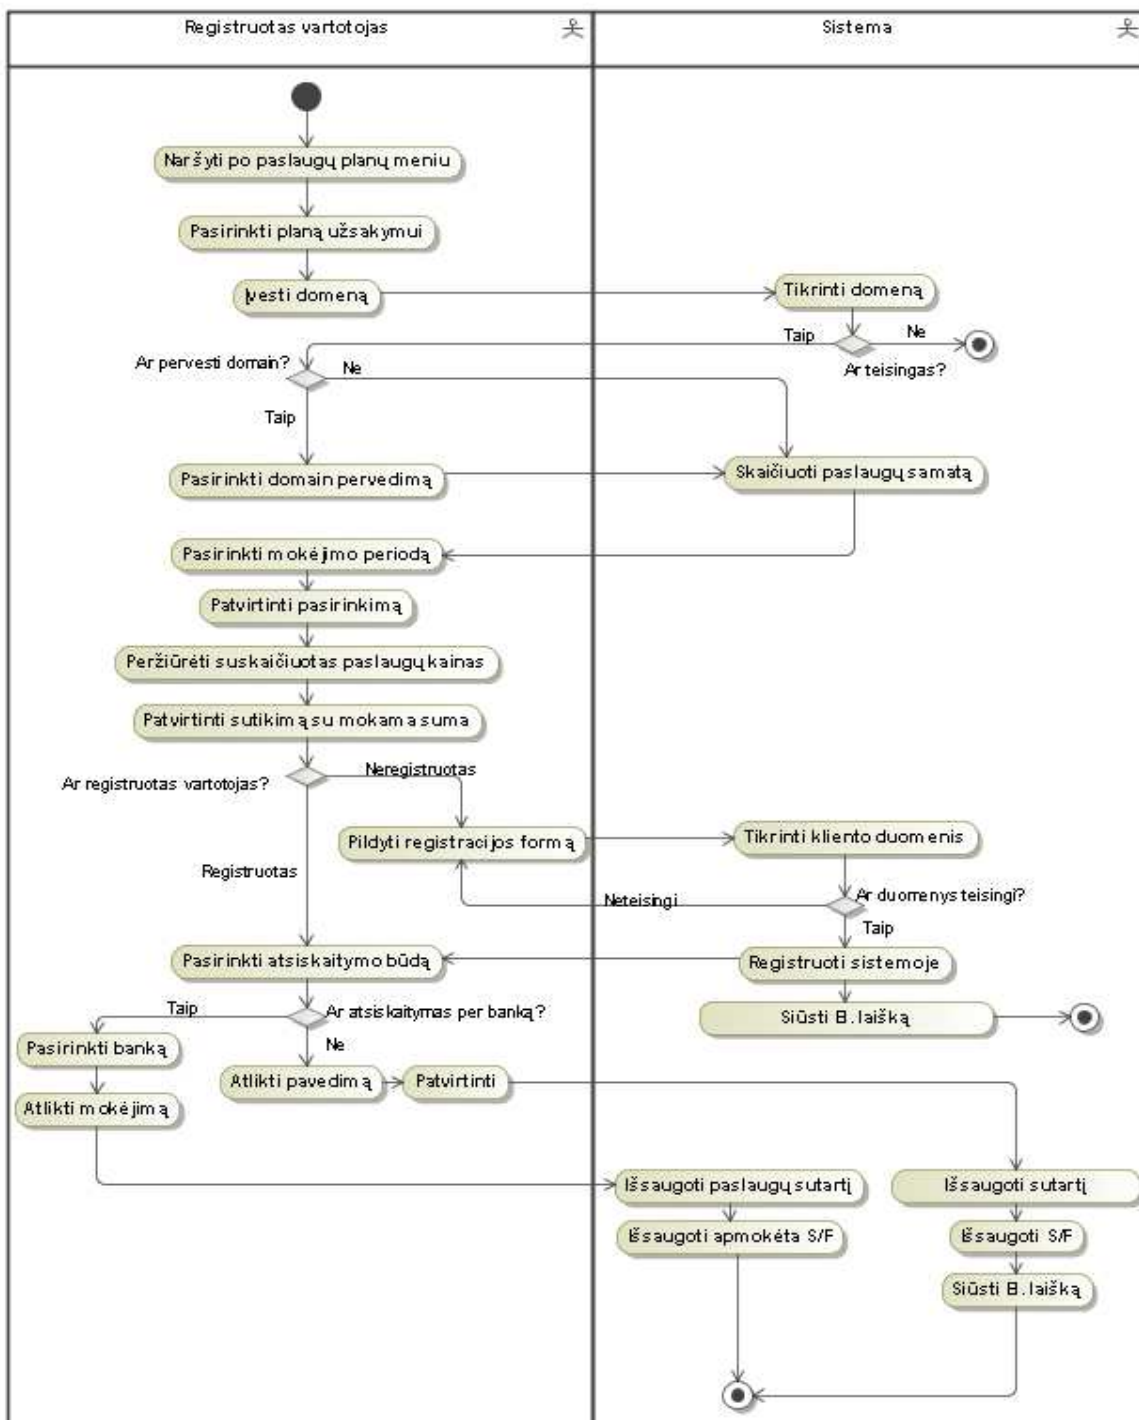 Registruotas vartotojas
Sistema
Naršyti po paslaugų planų meniu
Pasirinkti planą užsakymui
Įvesti domeną
Tikrinti domeną
Taip
Ne
Ar teisingas?
Ar pervesti domain?
Ne
Taip
Pasirinkti domain pervedimą
Skaičiuoti paslaugų samatą
Pasirinkti mokėjimo periodą
Patvirtinti pasirinkimą
Peržiūrėti suskaičiuotas paslaugų kainas
Patvirtinti sutikimą su mokama suma
Ar registruotas vartotojas?
Neregistruotas
Pildyti registracijos formą
Tikrinti kliento duomenis
Registruotas
Neteisingi
Ar duomenys teisingi?
Taip
Pasirinkti atsiskaitymo būdą
Registruoti sistemoje
Taip
Ar atsiskaitymas per banką?
Siūsti El. laišką
Ne
Pasirinkti banką
Atlikti pavedimą
Patvirtinti
Atlikti mokėjimą
Išsaugoti paslaugų sutartį
Išsaugoti sutartį
Išsaugoti apmokėta S/F
Išsaugoti S/F
Siūsti El. laišką